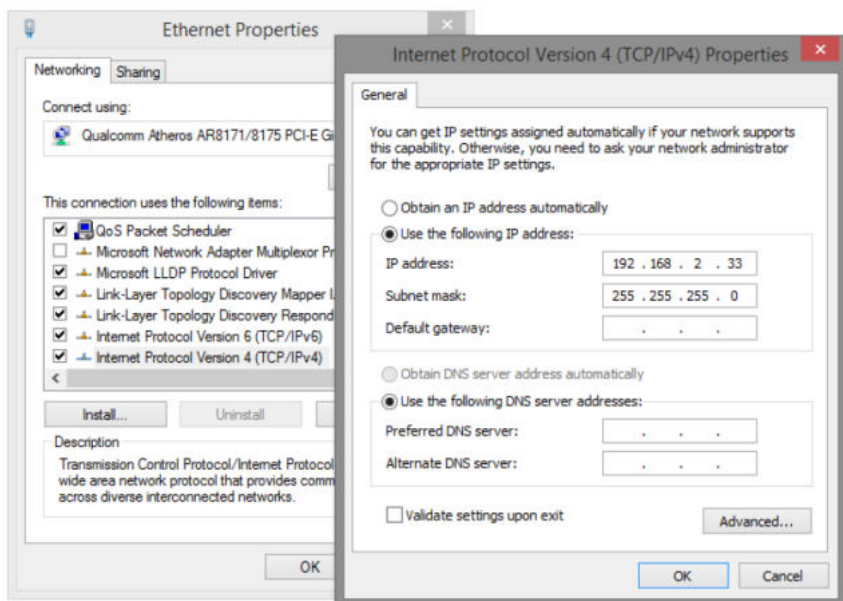 Ethernet Properties
Networking
Sharing
Connect using:
Qualcomm Atheros AR8171/8175 PCI-E
This connection uses the following items:
QoS Packet Scheduler
Microsoft Network Adapter Multiplexor
Microsoft LLDP Protocol Driver
Link-Layer Topology Discovery Mapper
Link-Layer Topology Discovery
Internet Protocol Version 6 (TCP/IPv6)
Internet Protocol Version 4 (TCP/IPv4)
Install...
Uninstall
Description
Transmission Control Protocol/Internet Protocol
wide area network protocol that provides
across diverse interconnected networks.
OK
Internet Protocol Version 4 (TCP/IPv4) Properties
General
You can get IP settings assigned automatically if your network supports
this capability. Otherwise, you need to ask your network administrator
for the appropriate IP settings.
Obtain an IP address automatically
Use the following IP address:
IP address:
192 . 168 . 2 . 33
Subnet mask:
255 . 255 . 255 . 0
Default gateway:
. . .
Obtain DNS server address automatically
Use the following DNS server addresses:
Preferred DNS server:
. . .
Alternate DNS server:
. . .
Validate settings upon exit
Advanced...
OK
Cancel